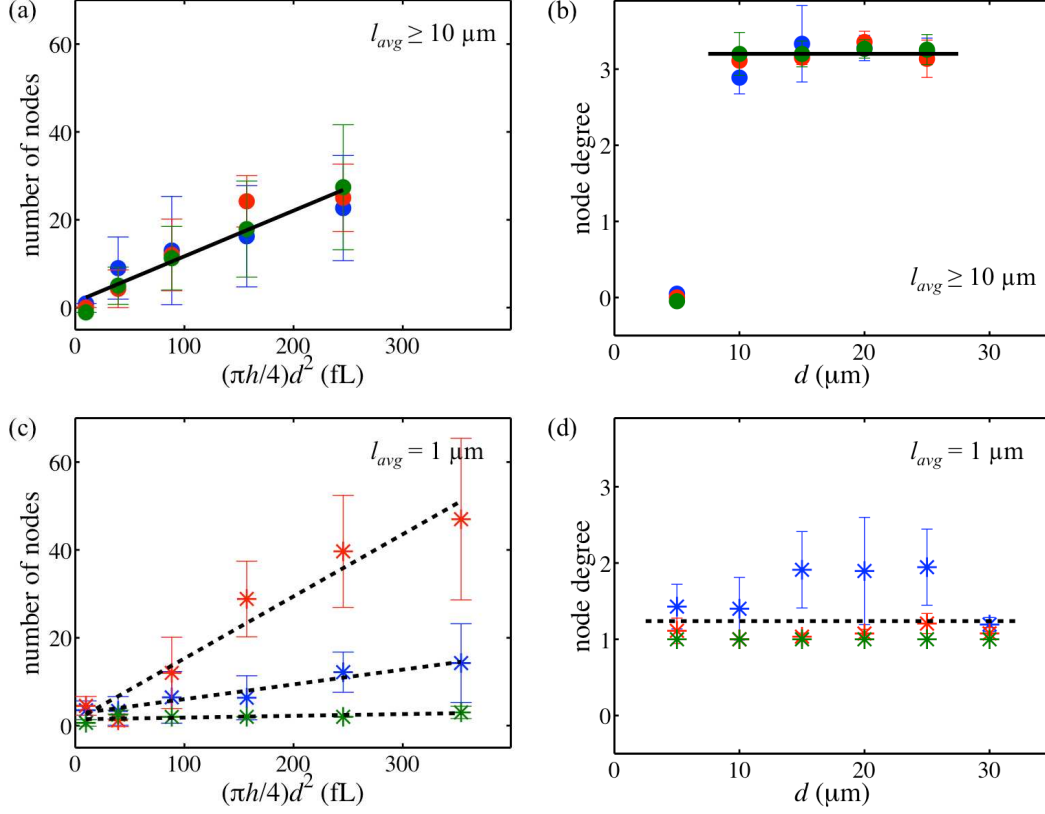 (a)
l_avg ≥ 10 µm
60
40
20
0
number of nodes
0 100 200 300
(πh/4)d² (fL)
(b)
3
2
1
0
node degree
l_avg ≥ 10 µm
0 10 20 30
d (µm)
(c)
l_avg = 1 µm
60
40
20
0
number of nodes
0 100 200 300
(πh/4)d² (fL)
(d)
l_avg = 1 µm
3
2
1
0
node degree
0 10 20 30
d (µm)